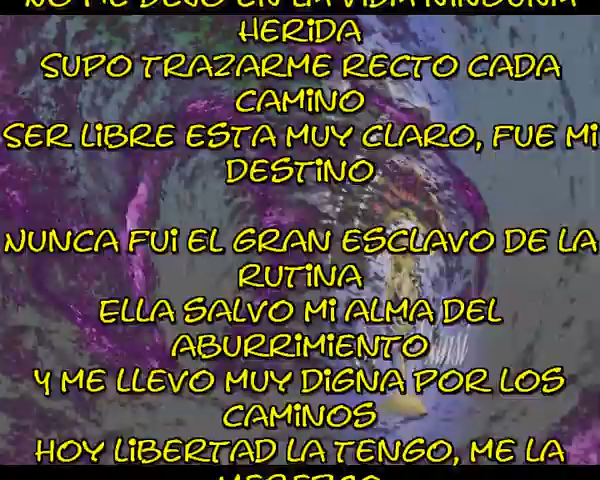 NO ME DEJO EN LA VIDA NINGUNA
HERIDA
SUPO TRAZARME RECTO CADA
CAMINO
SER LIBRE ESTA MUY CLARO, FUE MI
DESTINO
NUNCA FUI EL GRAN ESCLAVO DE LA
RUTINA
ELLA SALVO MI ALMA DEL
ABURRIMIENTO
Y ME LLEVO MUY DIGNA POR LOS
CAMINOS
HOY LIBERTAD LA TENGO, ME LA
MEREZCO